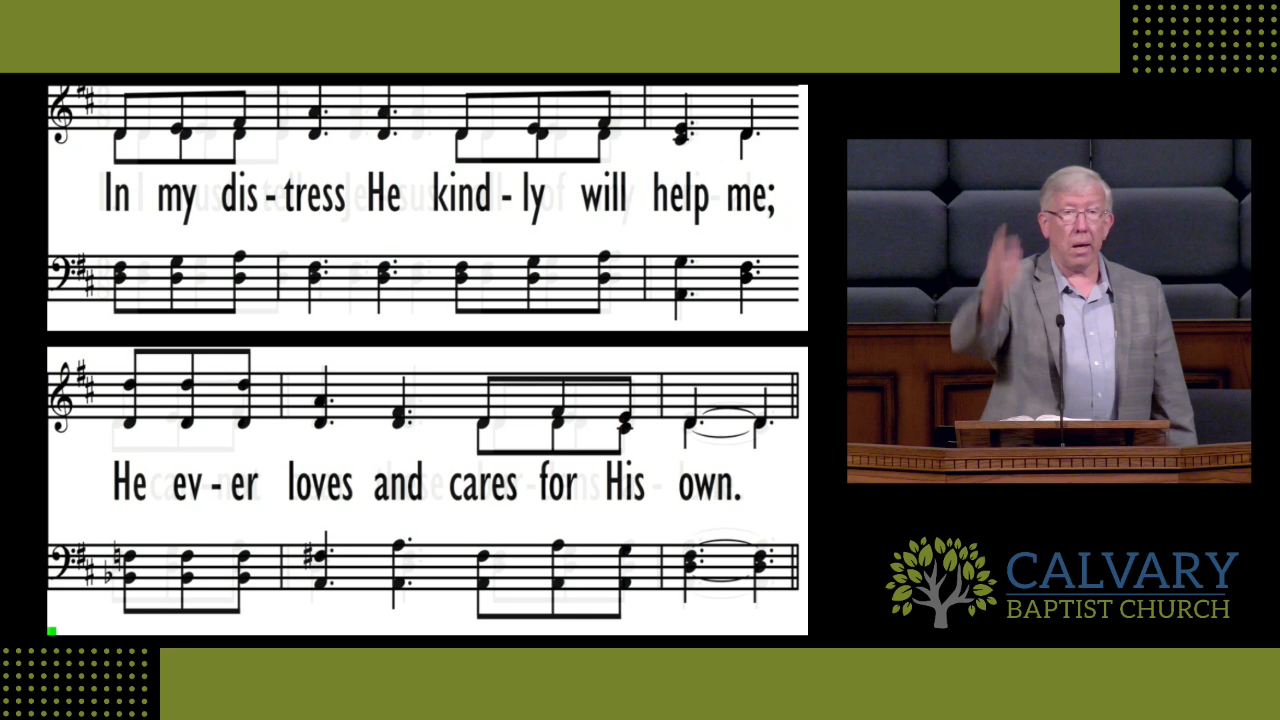 In my dis - tress He kind - ly will help me;
He ev - er loves and cares for His own.
CALVARY
BAPTIST CHURCH